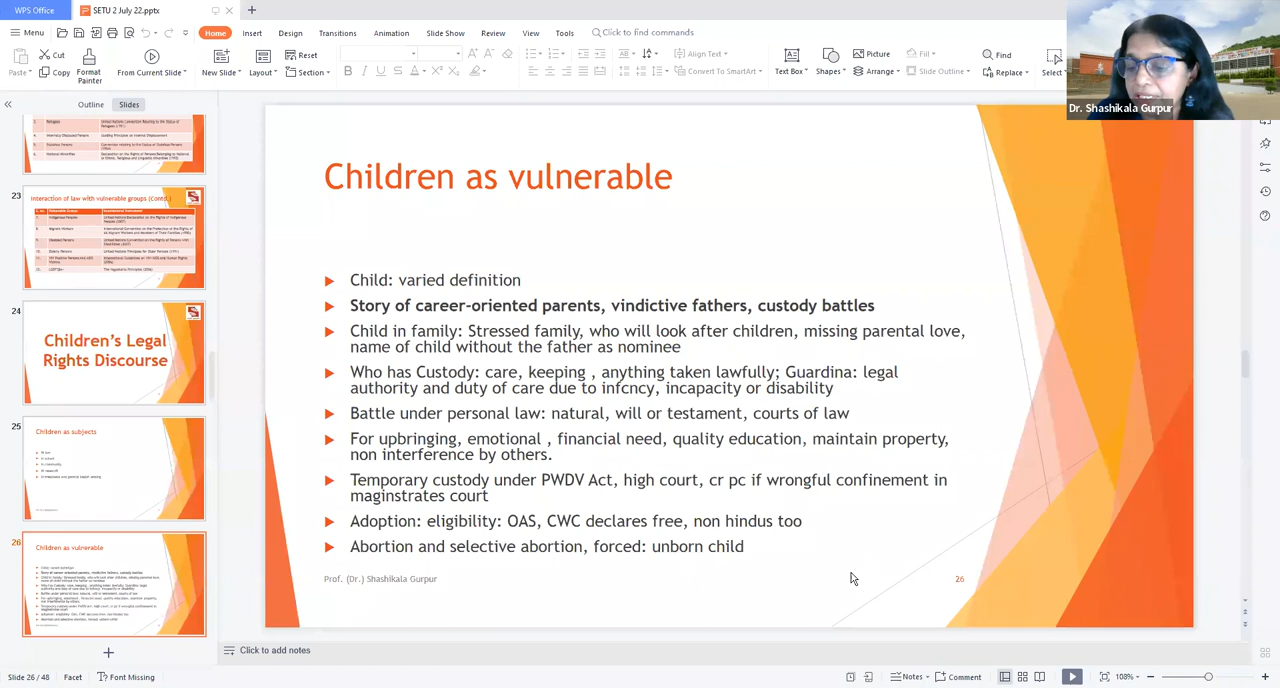 WPS Office
SETU 2 July 22.pptx
Menu
Home
Insert
Design
Transitions
Animation
Slide Show
Review
View
Tools
Click to find commands
Paste
Cut
Copy
Format Painter
From Current Slide
New Slide
Layout
Reset
Section
B I U S A X² X₂
Align Text
Convert To SmartArt
Text Box
Shapes
Picture
Arrange
Fill
Slide Outline
Find
Replace
Select
Dr. Shashikala Gurpur
Outline
Slides
23
Interaction of law with vulnerable groups (Contd.)
24
Children's Legal
Rights Discourse
25
Children as subjects
26
Children as vulnerable
Children as vulnerable
Child: varied definition
Story of career-oriented parents, vindictive fathers, custody battles
Child in family: Stressed family, who will look after children, missing parental love,
name of child without the father as nominee
Who has Custody: care, keeping , anything taken lawfully; Guardina: legal
authority and duty of care due to infcncy, incapacity or disability
Battle under personal law: natural, will or testament, courts of law
For upbringing, emotional , financial need, quality education, maintain property,
non interference by others.
Temporary custody under PWDV Act, high court, cr pc if wrongful confinement in
maginstrates court
Adoption: eligibility: OAS, CWC declares free, non hindus too
Abortion and selective abortion, forced: unborn child
Prof. (Dr.) Shashikala Gurpur
26
Click to add notes
Slide 26 / 48
Facet
Font Missing
Notes
Comment
108%